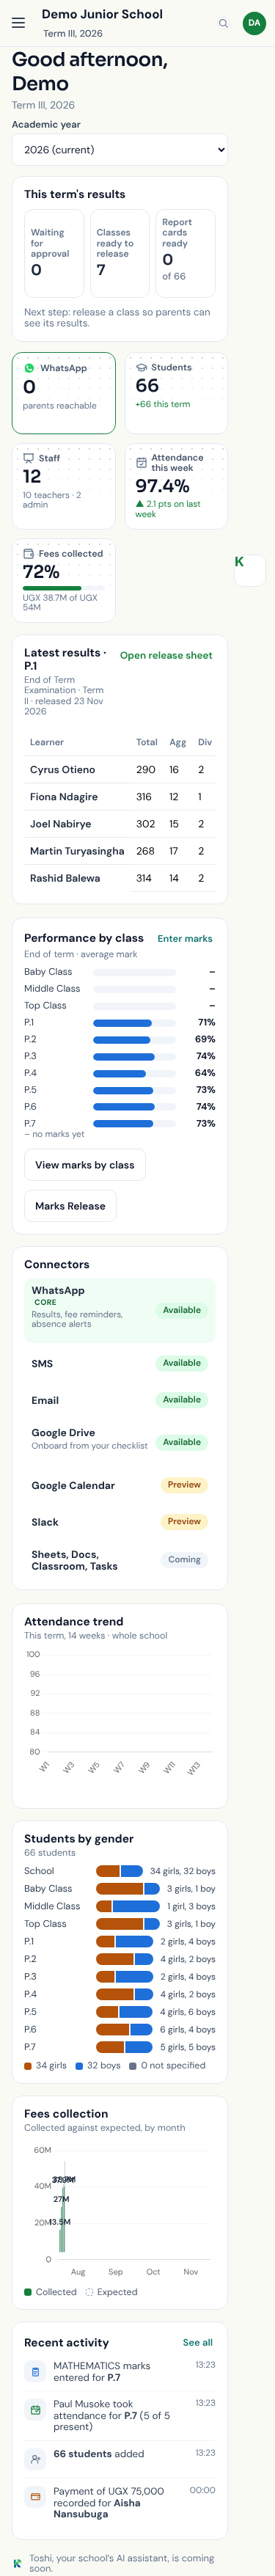 Demo Junior School
Term III, 2026
DA
Good afternoon,
Demo
Term III, 2026
Academic year
2026 (current)
This term's results
Waiting for approval
0
Classes ready to release
7
Report cards ready
0
of 66
Next step: release a class so parents can
see its results.
WhatsApp
0
parents reachable
Students
66
+66 this term
Staff
12
10 teachers · 2
admin
Attendance
this week
97.4%
▲ 2.1 pts on last
week
Fees collected
72%
UGX 38.7M of UGX
54M
K
Latest results ·
P.1
Open release sheet
End of Term
Examination · Term
II · released 23 Nov
2026
Learner Total Agg Div
Cyrus Otieno 290 16 2
Fiona Ndagire 316 12 1
Joel Nabirye 302 15 2
Martin Turyasingha 268 17 2
Rashid Balewa 314 14 2
Performance by class
Enter marks
End of term · average mark
Baby Class –
Middle Class –
Top Class –
P.1 71%
P.2 69%
P.3 74%
P.4 64%
P.5 73%
P.6 74%
P.7 73%
– no marks yet
View marks by class
Marks Release
Connectors
WhatsApp
CORE
Results, fee reminders,
absence alerts
Available
SMS Available
Email Available
Google Drive
Onboard from your checklist
Available
Google Calendar Preview
Slack Preview
Sheets, Docs,
Classroom, Tasks
Coming
Attendance trend
This term, 14 weeks · whole school
100
96
92
88
84
80
W1 W3 W5 W7 W9 W11 W13
Students by gender
66 students
School 34 girls, 32 boys
Baby Class 3 girls, 1 boy
Middle Class 1 girl, 3 boys
Top Class 3 girls, 1 boy
P.1 2 girls, 4 boys
P.2 4 girls, 2 boys
P.3 2 girls, 4 boys
P.4 4 girls, 2 boys
P.5 4 girls, 6 boys
P.6 6 girls, 4 boys
P.7 5 girls, 5 boys
34 girls 32 boys 0 not specified
Fees collection
Collected against expected, by month
60M
40M
27M
20M
13.5M
0
Aug Sep Oct Nov
Collected Expected
Recent activity
See all
MATHEMATICS marks
entered for P.7
13:23
Paul Musoke took
attendance for P.7 (5 of 5
present)
13:23
66 students added
13:23
Payment of UGX 75,000
recorded for Aisha
Nansubuga
00:00
Toshi, your school's AI assistant, is coming
soon.